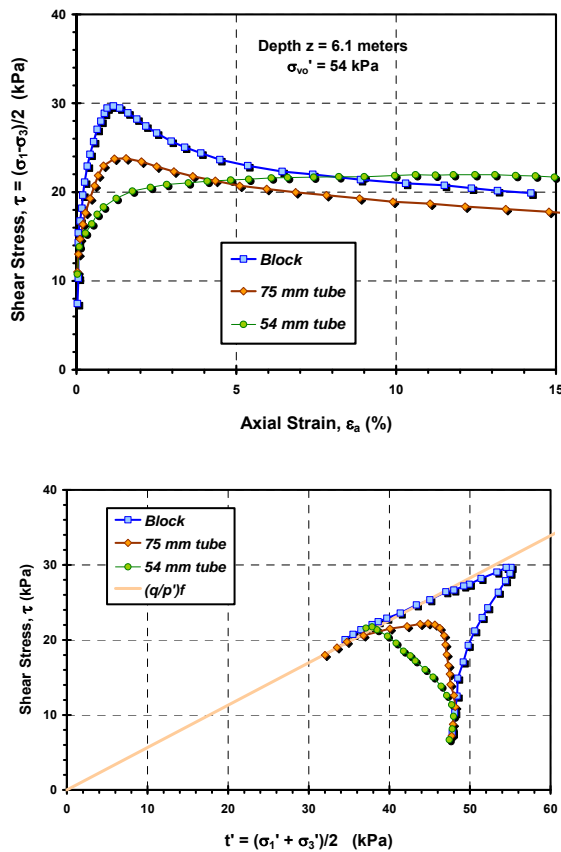 Depth z = 6.1 meters
σvo' = 54 kPa
Shear Stress, τ = (σ1-σ3)/2 (kPa)
40
30
20
10
0
Block
75 mm tube
54 mm tube
0 5 10 15
Axial Strain, εa (%)
40
30
20
10
0
Shear Stress, τ (kPa)
Block
75 mm tube
54 mm tube
(q/p')f
0 10 20 30 40 50 60
t' = (σ1' + σ3')/2 (kPa)